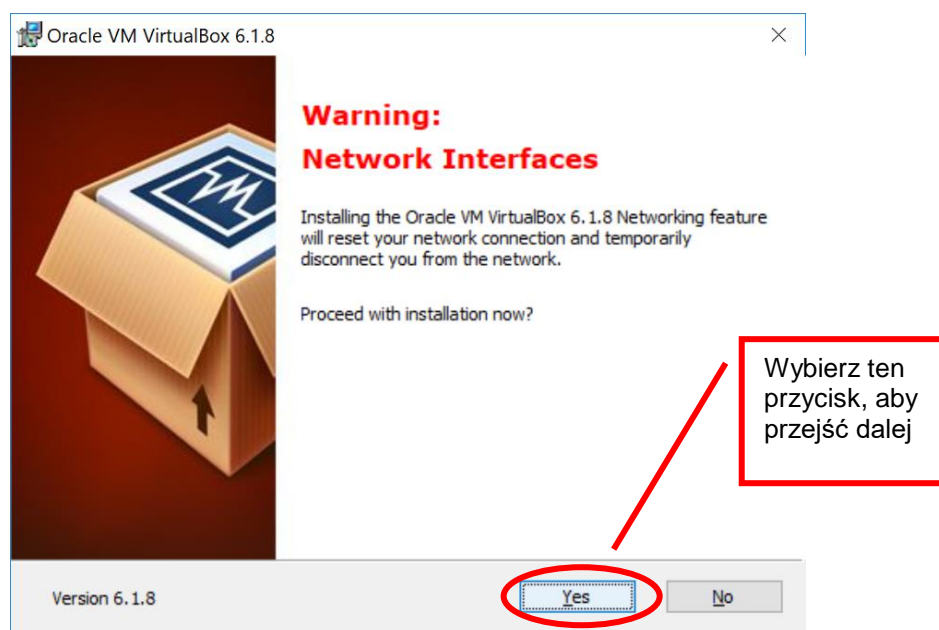 Oracle VM VirtualBox 6.1.8
Warning:
Network Interfaces
Installing the Oracle VM VirtualBox 6.1.8 Networking feature
will reset your network connection and temporarily
disconnect you from the network.
Proceed with installation now?
Wybierz ten
przycisk, aby
przejść dalej
Version 6.1.8
Yes
No